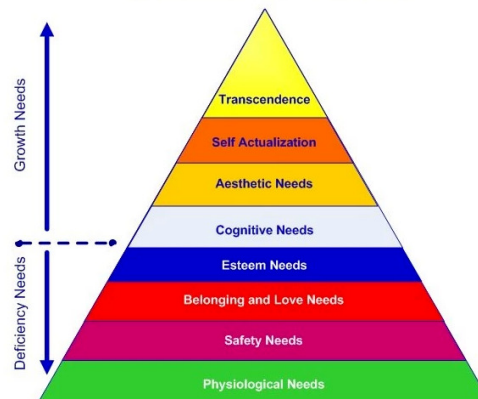 Growth Needs
Deficiency Needs
Transcendence
Self Actualization
Aesthetic Needs
Cognitive Needs
Esteem Needs
Belonging and Love Needs
Safety Needs
Physiological Needs